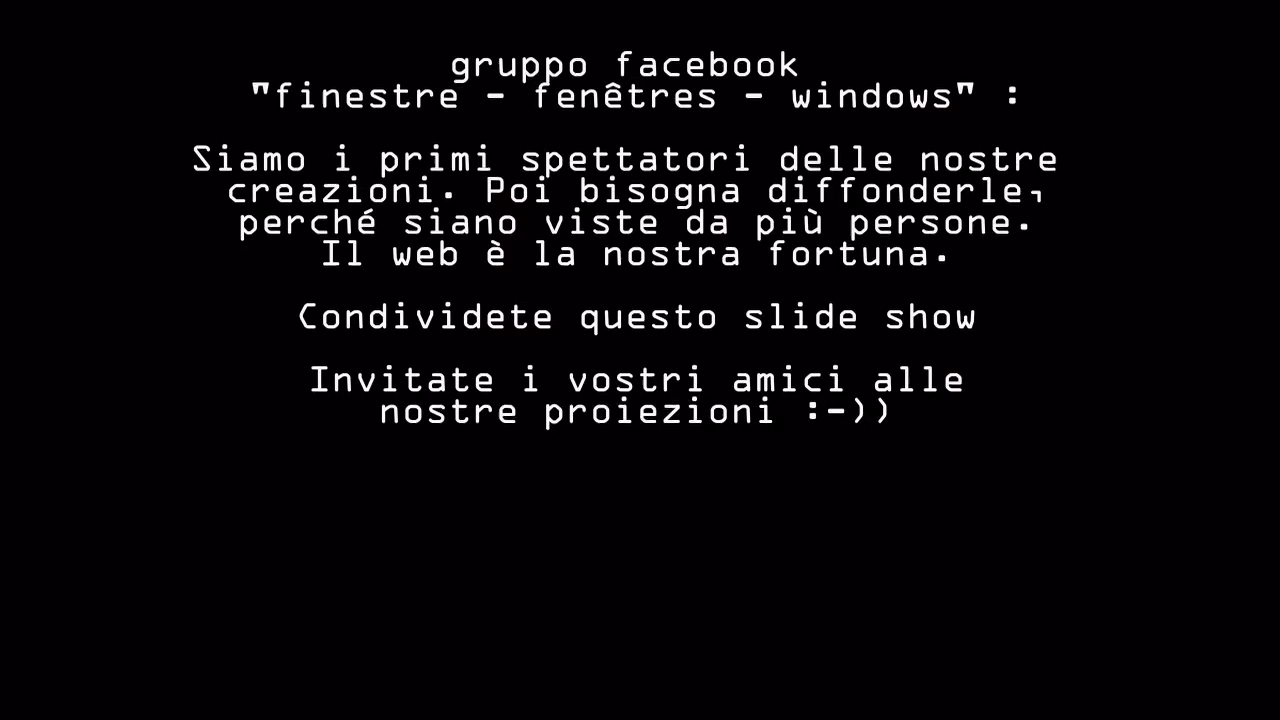 gruppo facebook
"finestre - fenêtres - windows" :
Siamo i primi spettatori delle nostre
creazioni. Poi bisogna diffonderle,
perché siano viste da più persone.
Il web è la nostra fortuna.
Condividete questo slide show
Invitate i vostri amici alle
nostre proiezioni :-))